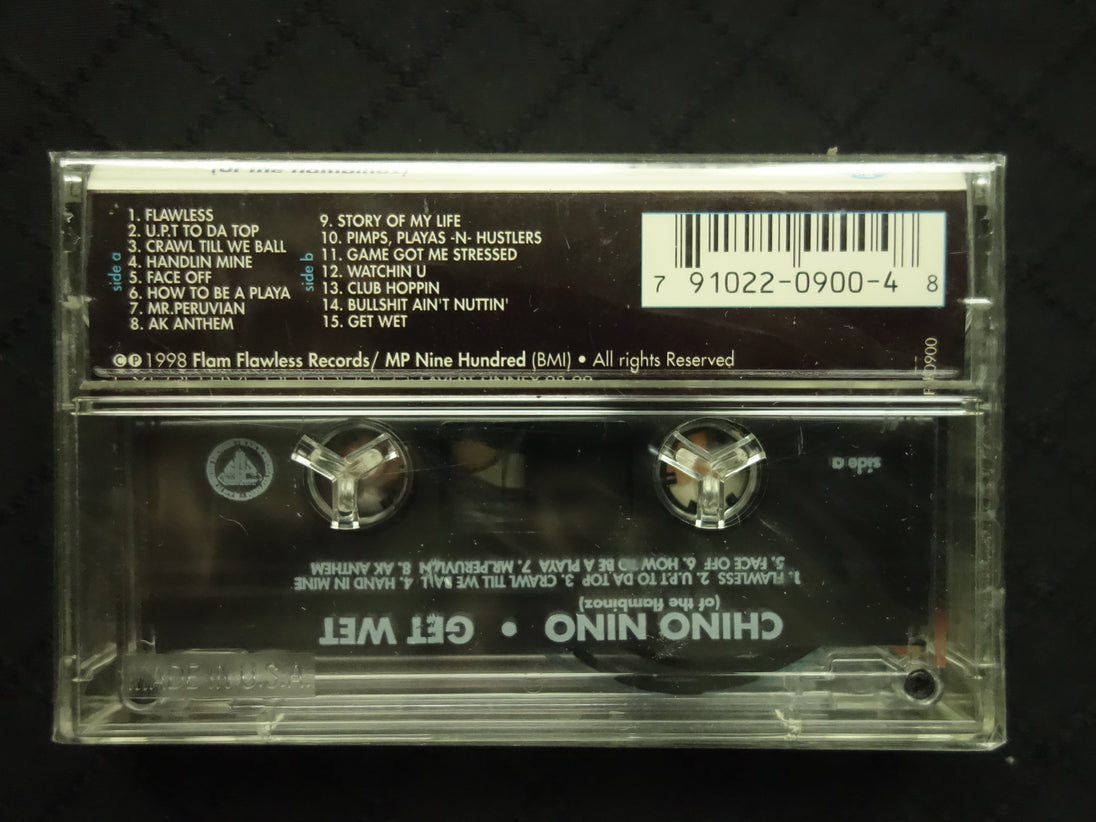 (of the flambinoz)
side a
1. FLAWLESS
2. U.P.T TO DA TOP
3. CRAWL TILL WE BALL
4. HANDLIN MINE
5. FACE OFF
6. HOW TO BE A PLAYA
7. MR.PERUVIAN
8. AK ANTHEM
side b
9. STORY OF MY LIFE
10. PIMPS, PLAYAS -N- HUSTLERS
11. GAME GOT ME STRESSED
12. WATCHIN U
13. CLUB HOPPIN
14. BULLSHIT AIN'T NUTTIN'
15. GET WET
7 91022-0900-4 8
©℗1998 Flam Flawless Records/ MP Nine Hundred (BMI) • All rights Reserved
side a
CHINO NINO • GET WET
(of the flambinoz)
1. FLAWLESS 2. U.P.T TO DA TOP 3. CRAWL TILL WE BALL 4. HAND IN MINE
5. FACE OFF 6. HOW TO BE A PLAYA 7. MR.PERUVIAN 8. AK ANTHEM
MADE IN U.S.A.